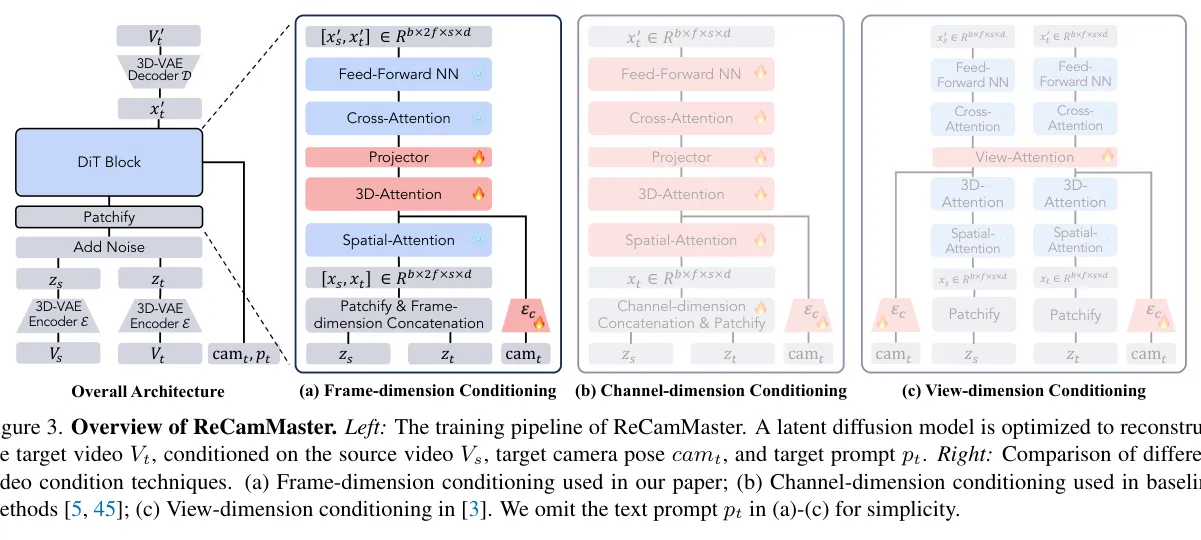 V't
3D-VAE
Decoder 𝒟
x't
DiT Block
Patchify
Add Noise
z_s z_t
3D-VAE
Encoder ℰ
3D-VAE
Encoder ℰ
V_s V_t cam_t, p_t
Overall Architecture
[x'_s, x'_t] ∈ R^{b×2f×s×d}
Feed-Forward NN
Cross-Attention
Projector
3D-Attention
Spatial-Attention
[x_s, x_t] ∈ R^{b×2f×s×d}
Patchify & Frame-
dimension Concatenation
ε_c
z_s z_t cam_t
(a) Frame-dimension Conditioning
x'_t ∈ R^{b×f×s×d}
Feed-Forward NN
Cross-Attention
Projector
3D-Attention
Spatial-Attention
x_t ∈ R^{b×f×s×d}
Channel-dimension
Concatenation & Patchify
ε_c
z_s z_t cam_t
(b) Channel-dimension Conditioning
x'_s ∈ R^{b×f×s×d} x'_t ∈ R^{b×f×s×d}
Feed-
Forward NN
Feed-
Forward NN
Cross-
Attention
Cross-
Attention
View-Attention
3D-
Attention
3D-
Attention
Spatial-
Attention
Spatial-
Attention
x_s ∈ R^{b×f×s×d} x_t ∈ R^{b×f×s×d}
ε_c Patchify Patchify ε_c
cam_t z_s z_t cam_t
(c) View-dimension Conditioning
igure 3. Overview of ReCamMaster. Left: The training pipeline of ReCamMaster. A latent diffusion model is optimized to reconstru
e target video V_t, conditioned on the source video V_s, target camera pose cam_t, and target prompt p_t. Right: Comparison of differe
deo condition techniques. (a) Frame-dimension conditioning used in our paper; (b) Channel-dimension conditioning used in baselin
ethods [5, 45]; (c) View-dimension conditioning in [3]. We omit the text prompt p_t in (a)-(c) for simplicity.